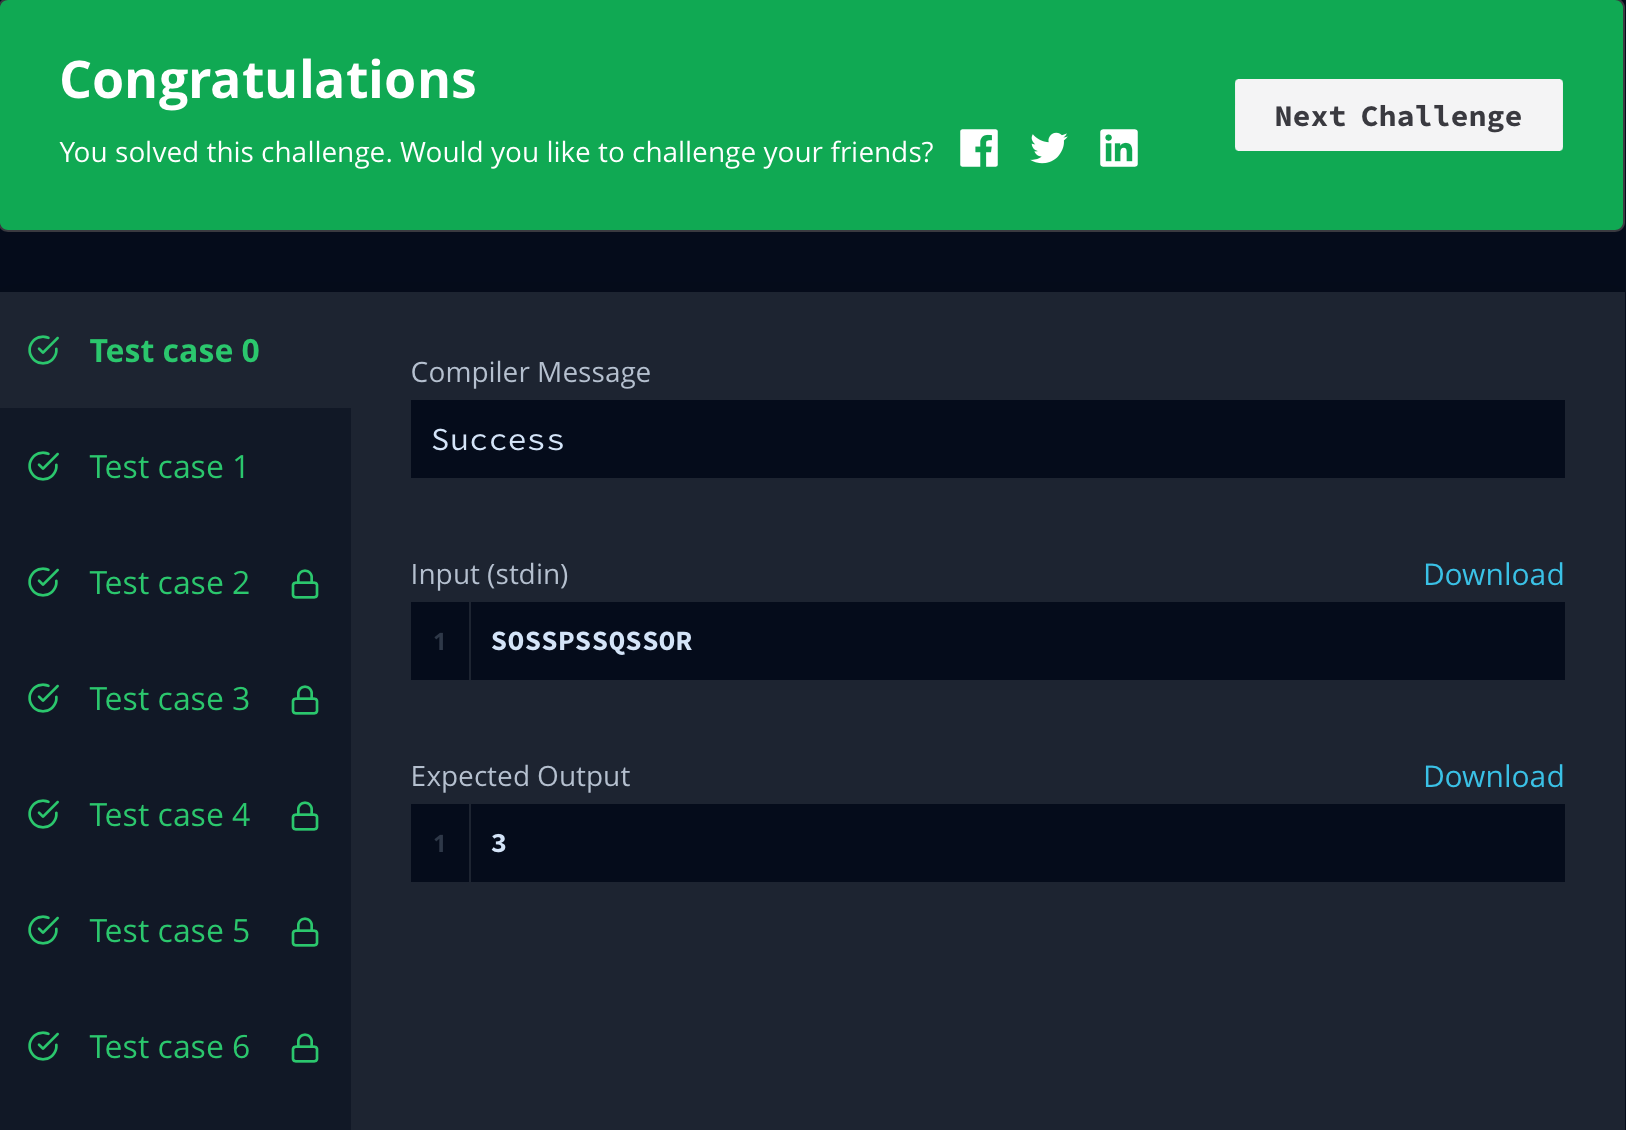 Congratulations
You solved this challenge. Would you like to challenge your friends?
Next Challenge
Test case 0
Test case 1
Test case 2
Test case 3
Test case 4
Test case 5
Test case 6
Compiler Message
Success
Input (stdin)
Download
1 SOSSPSSQSSOR
Expected Output
Download
1 3